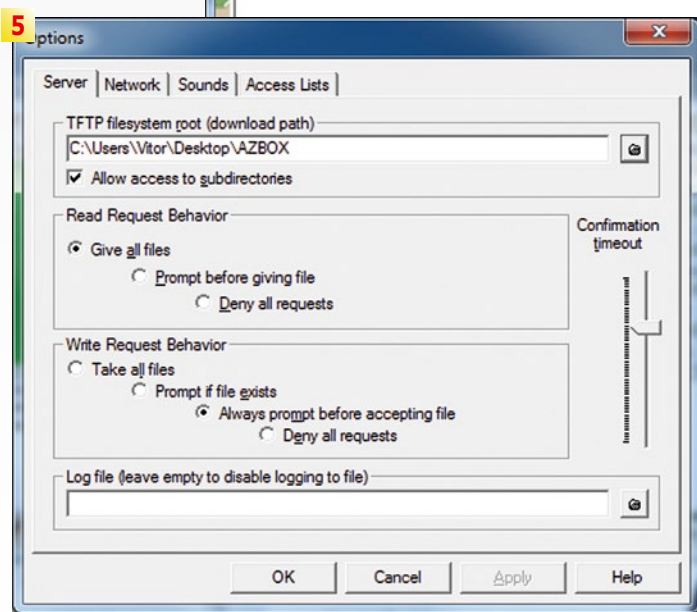 5
Options
Server Network Sounds Access Lists
TFTP filesystem root (download path)
C:\Users\Vitor\Desktop\AZBOX
Allow access to subdirectories
Read Request Behavior
Give all files
Prompt before giving file
Deny all requests
Confirmation
timeout
Write Request Behavior
Take all files
Prompt if file exists
Always prompt before accepting file
Deny all requests
Log file (leave empty to disable logging to file)
OK Cancel Apply Help